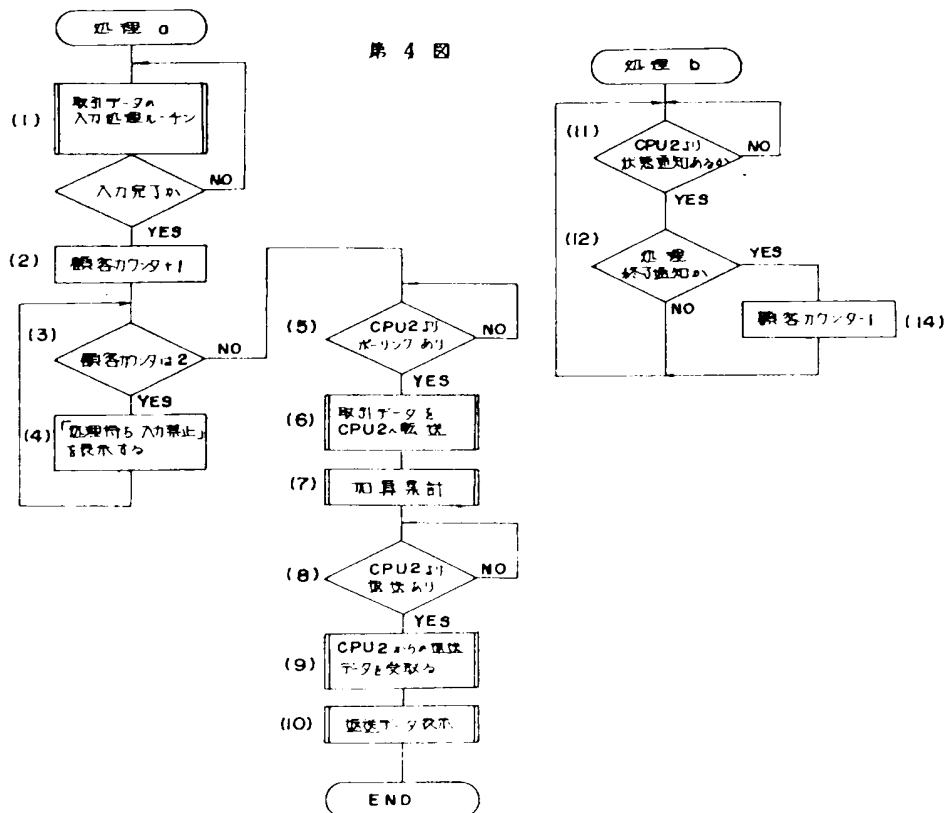 第4図
処理a
(1)
取引データの
入力処理ルーチン
入力完了か
NO
YES
(2)
顧客カウンタ+1
(3)
顧客カウンタは2
NO
YES
(4)
「処理待ち入力禁止」
を表示する
(5)
CPU2より
ポーリングあり
NO
YES
(6)
取引データを
CPU2へ転送
(7)
加算累計
(8)
CPU2より
返送あり
NO
YES
(9)
CPU2からの返送
データを受取る
(10)
返送データ表示
END
処理b
(11)
CPU2より
状態通知あるか
NO
YES
(12)
処理
終了通知か
YES
NO
顧客カウンター1
(14)